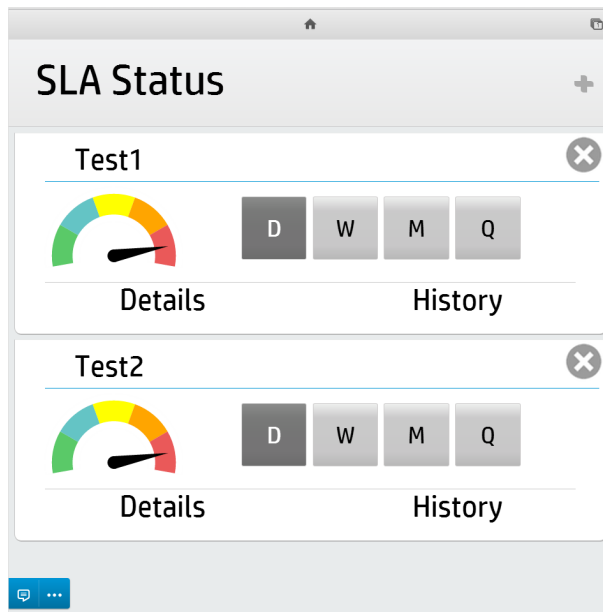 SLA Status
Test1
D W M Q
Details History
Test2
D W M Q
Details History